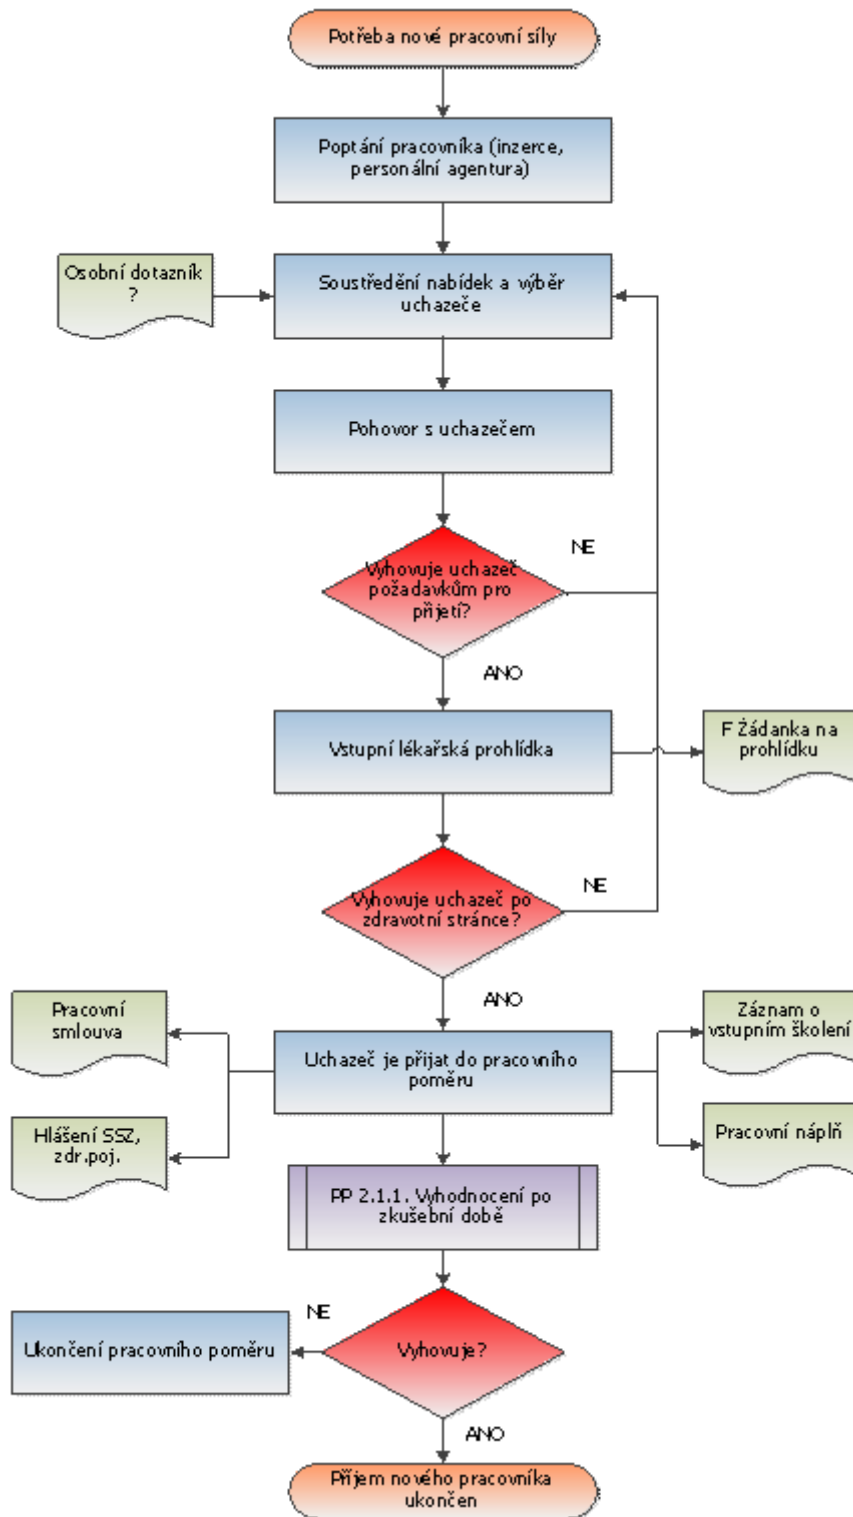 Potřeba nové pracovní síly
Poptání pracovníka (inzerce,
personální agentura)
Osobní dotazník
?
Soustředění nabídek a výběr
uchazeče
Pohovor s uchazečem
NE
Vyhovuje uchazeč
požadavkům pro
přijetí?
ANO
Vstupní lékařská prohlídka
F Žádanka na
prohlídku
NE
Vyhovuje uchazeč po
zdravotní stránce?
ANO
Pracovní
smlouva
Záznam o
vstupním školení
Uchazeč je přijat do pracovního
poměru
Hlášení SSZ,
zdr.poj.
Pracovní náplň
PP 2.1.1. Vyhodnocení po
zkušební době
NE
Ukončení pracovního poměru
Vyhovuje?
ANO
Příjem nového pracovníka
ukončen